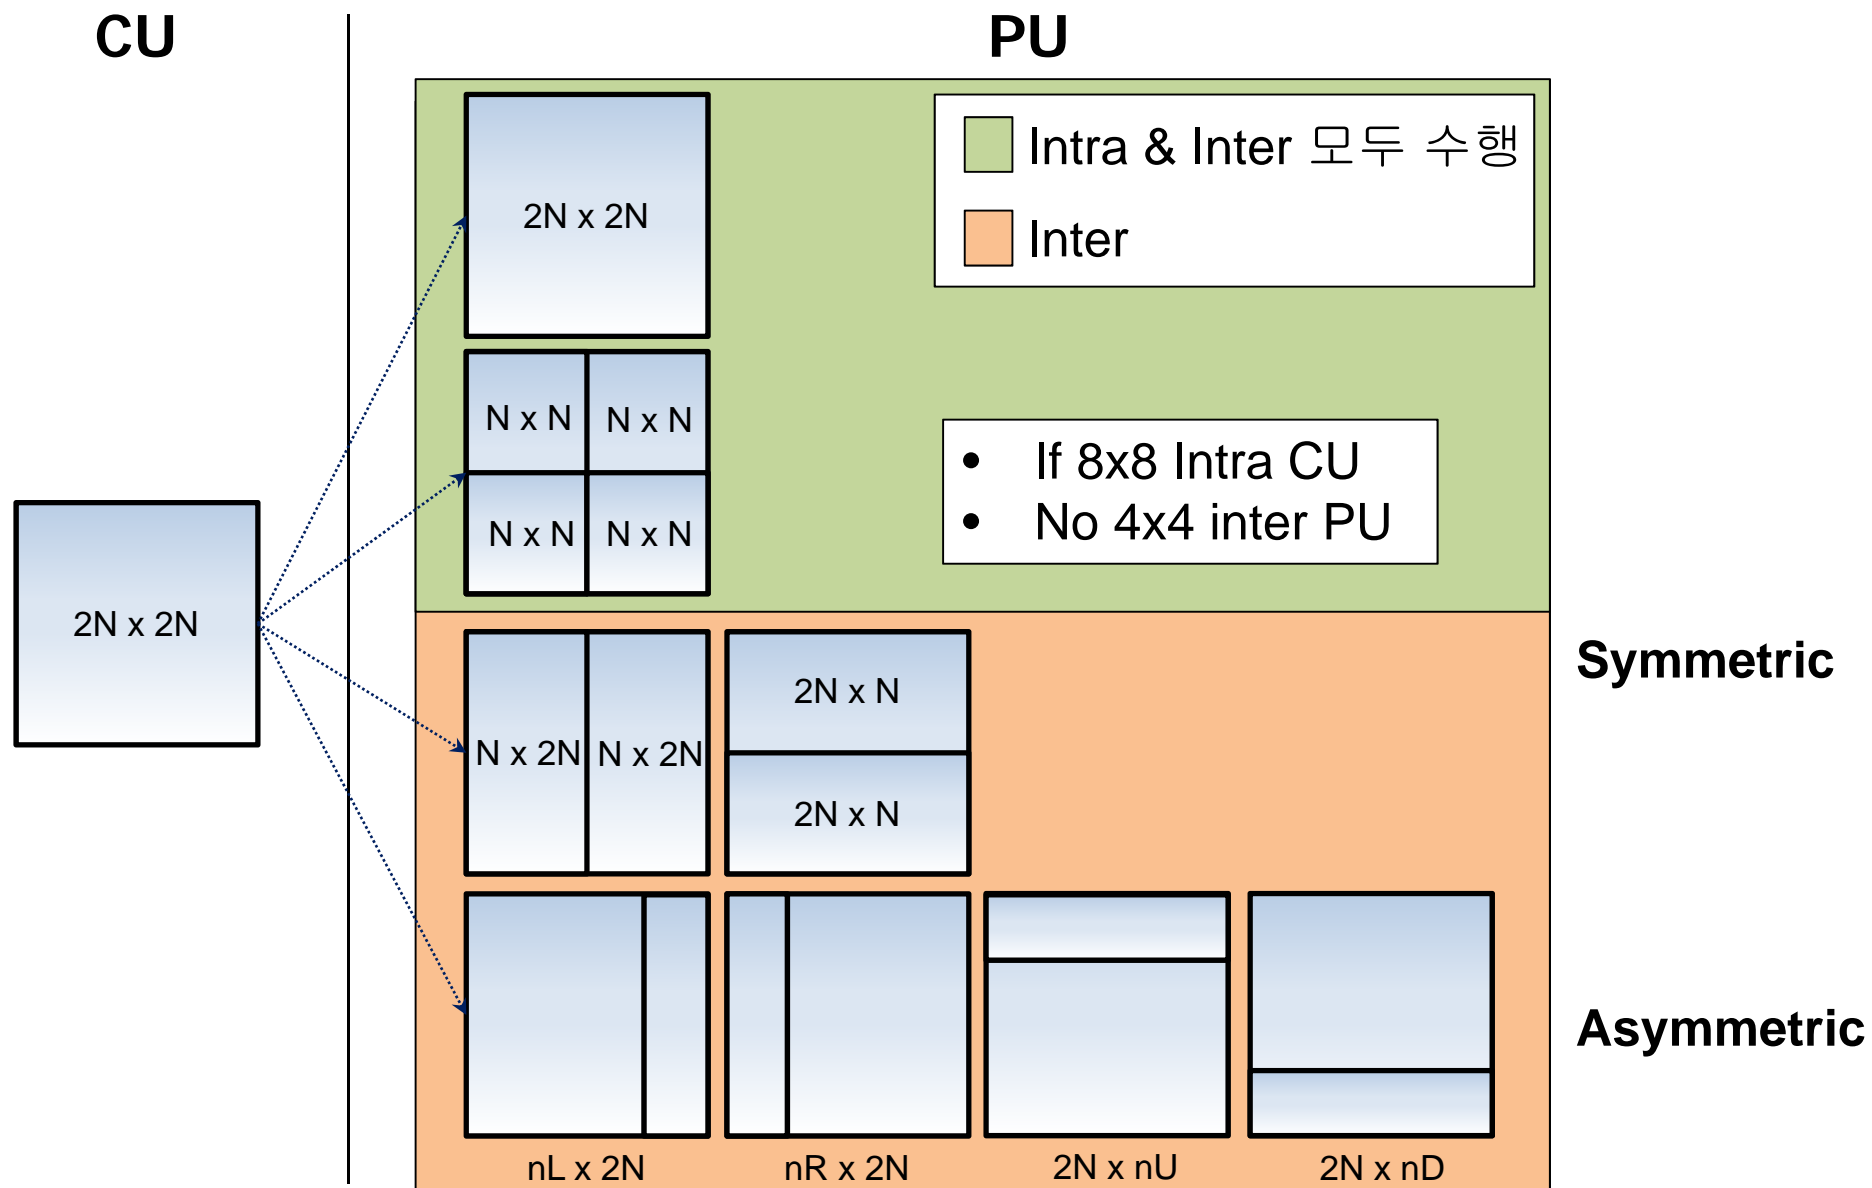 CU
PU
2N x 2N
Intra & Inter 모두 수행
Inter
N x N
N x N
N x N
N x N
If 8x8 Intra CU
No 4x4 inter PU
2N x 2N
N x 2N
N x 2N
2N x N
2N x N
Symmetric
Asymmetric
nL x 2N
nR x 2N
2N x nU
2N x nD